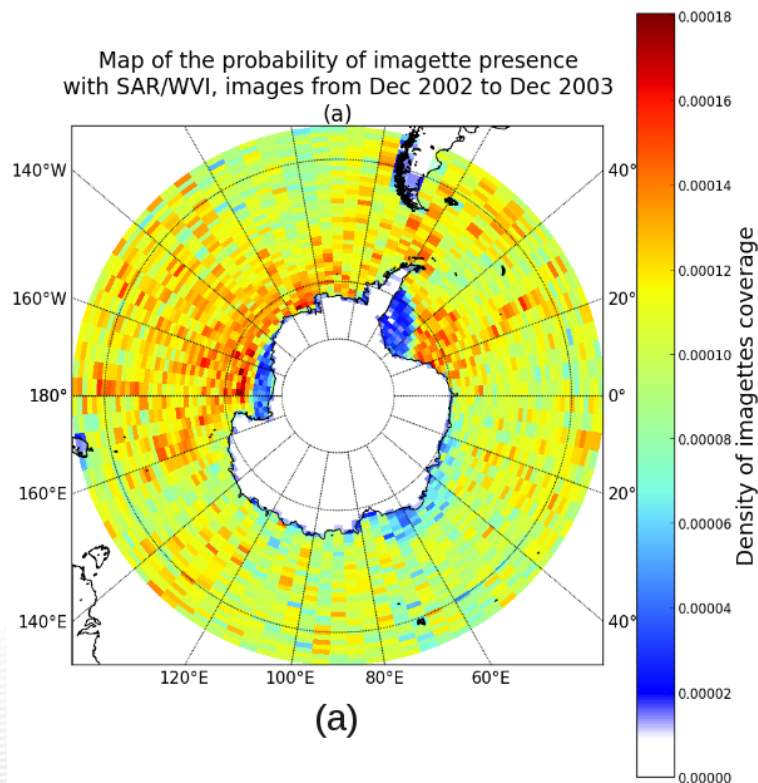 Map of the probability of imagette presence
with SAR/WVI, images from Dec 2002 to Dec 2003
(a)
0.00018
0.00016
0.00014
0.00012
0.00010
0.00008
0.00006
0.00004
0.00002
0.00000
Density of imagettes coverage
140°W
160°W
180°
160°E
140°E
40°
20°
0°
20°
40°
120°E
100°E
80°E
60°E
(a)